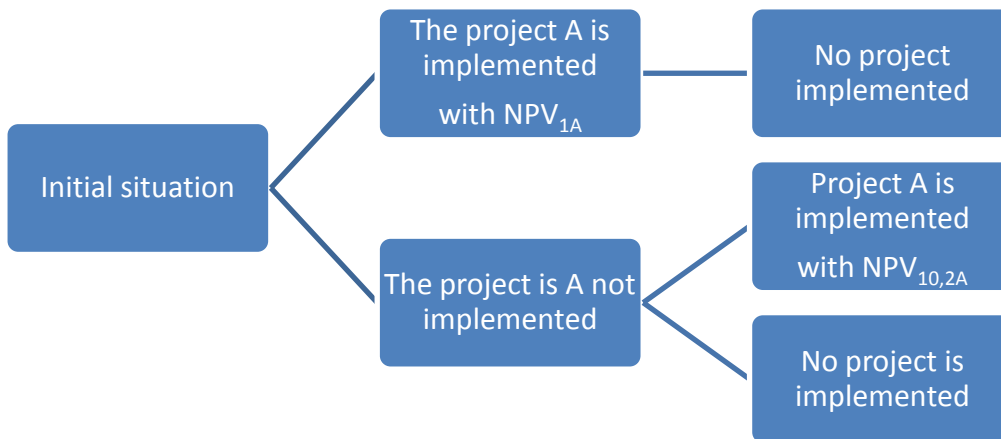 The project A is
implemented
with NPV1A
No project
implemented
Initial situation
Project A is
implemented
with NPV10,2A
The project is A not
implemented
No project is
implemented